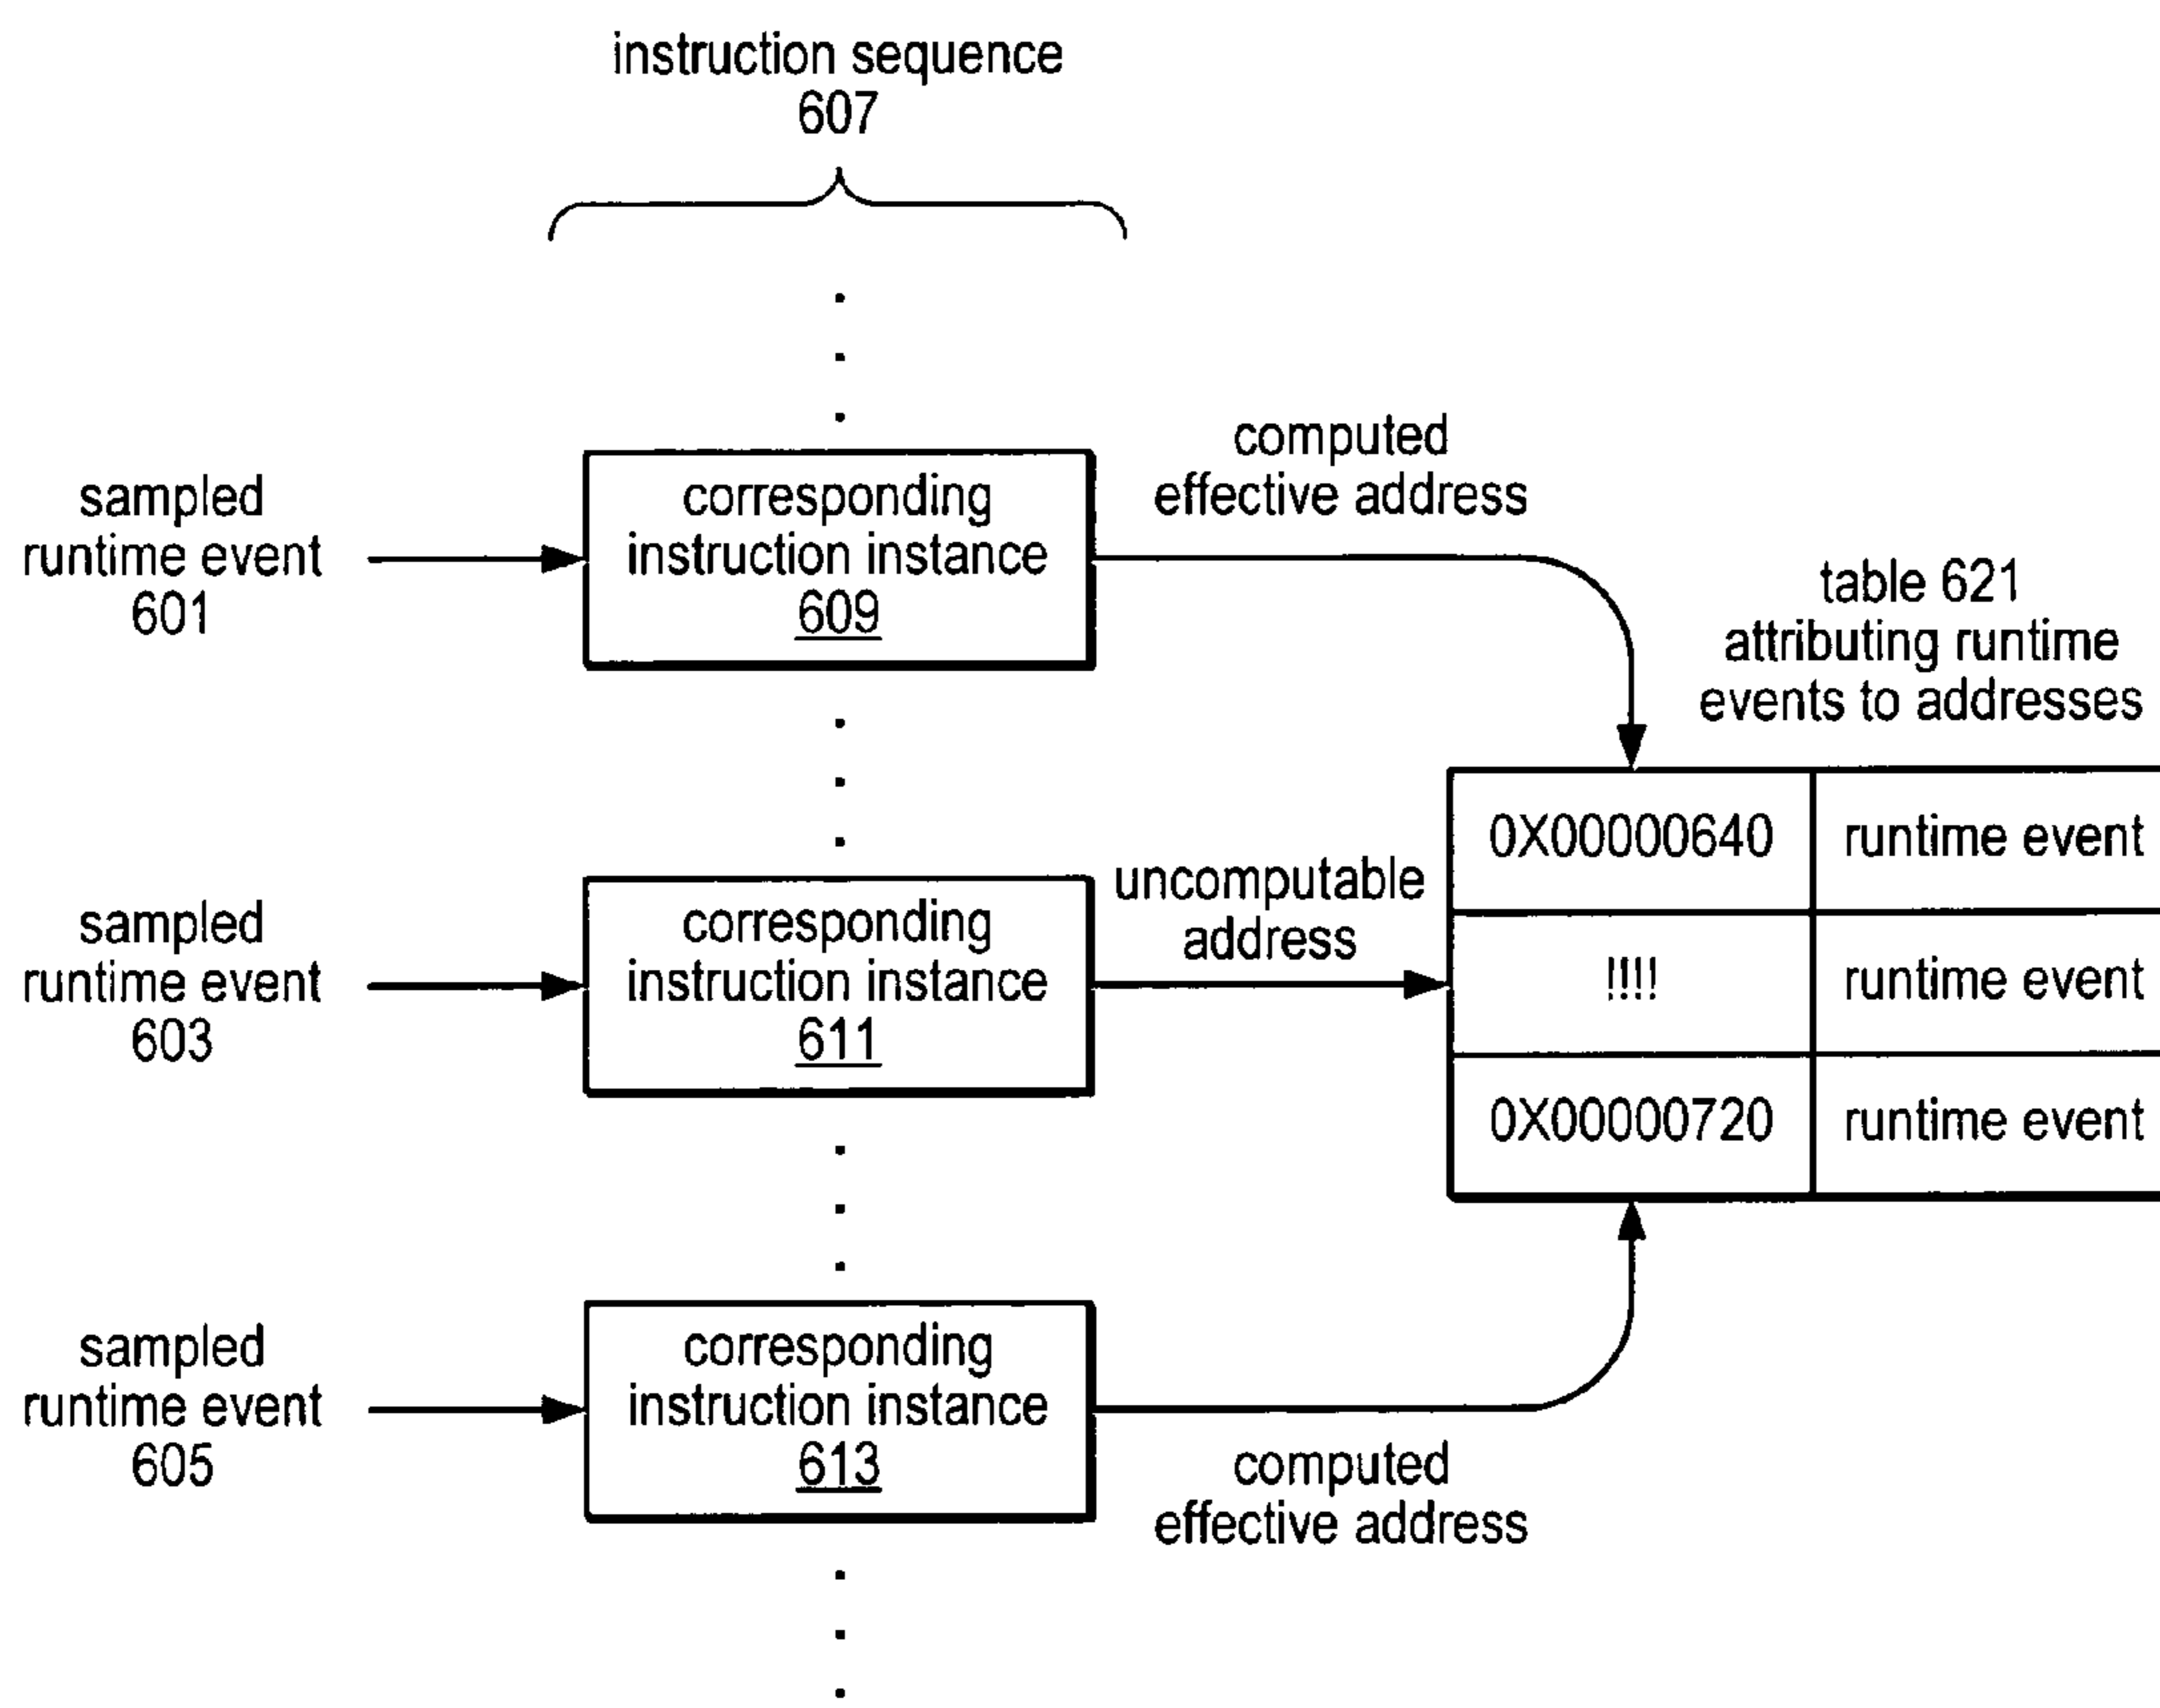 instruction sequence
607
computed
effective address
sampled
runtime event
601
corresponding
instruction instance
609
table 621
attributing runtime
events to addresses
0X00000640 runtime event
uncomputable
address
sampled
runtime event
603
corresponding
instruction instance
611
!!!! runtime event
0X00000720 runtime event
sampled
runtime event
605
corresponding
instruction instance
613
computed
effective address